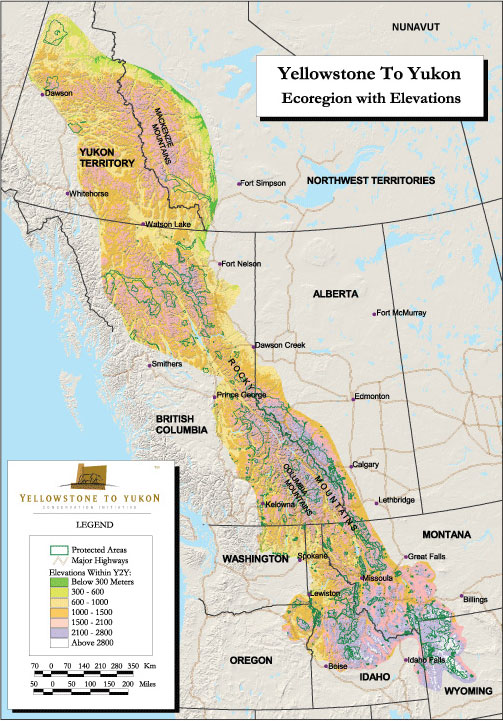 NUNAVUT
Yellowstone To Yukon
Ecoregion with Elevations
Dawson
MACKENZIE
MOUNTAINS
YUKON
TERRITORY
Fort Simpson
NORTHWEST TERRITORIES
Whitehorse
Watson Lake
Fort Nelson
ALBERTA
Fort McMurray
Dawson Creek
Smithers
ROCKY
Prince George
Edmonton
BRITISH
COLUMBIA
MOUNTAINS
COLUMBIA
MOUNTAINS
Calgary
Kelowna
Lethbridge
MONTANA
WASHINGTON
Spokane
Great Falls
Missoula
Lewiston
Billings
OREGON
Boise
IDAHO
Idaho Falls
WYOMING
YELLOWSTONE TO YUKON
CONSERVATION INITIATIVE
LEGEND
Protected Areas
Major Highways
Elevations Within Y2Y:
Below 300 Meters
300 - 600
600 - 1000
1000 - 1500
1500 - 2100
2100 - 2800
Above 2800
70 0 70 140 210 280 350 Km
50 0 50 100 150 200 Miles